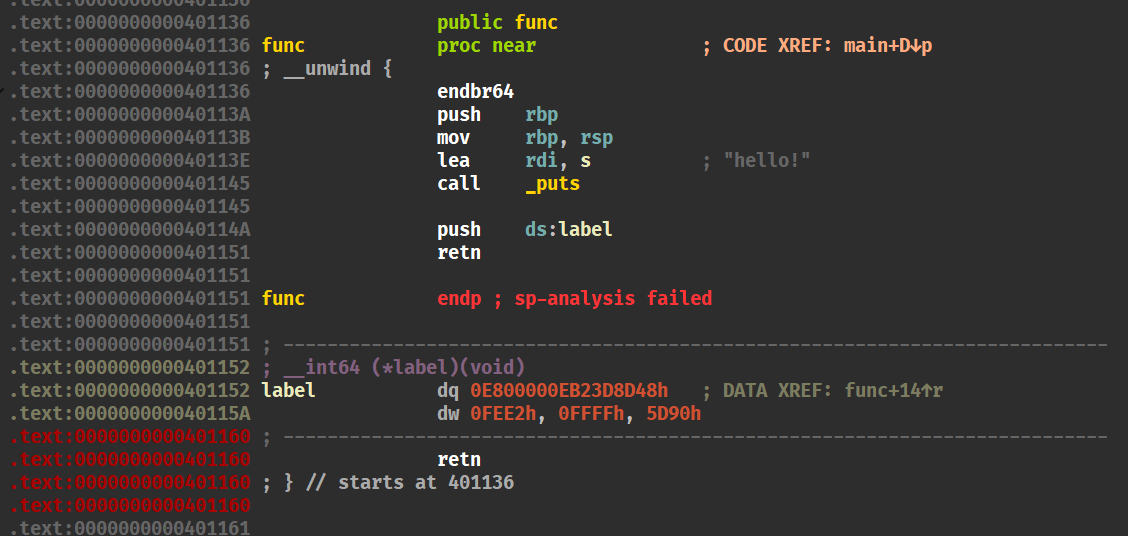 .text:0000000000401136
.text:0000000000401136 public func
.text:0000000000401136 func proc near ; CODE XREF: main+D↓p
.text:0000000000401136 ; __unwind {
.text:0000000000401136 endbr64
.text:000000000040113A push rbp
.text:000000000040113B mov rbp, rsp
.text:000000000040113E lea rdi, s ; "hello!"
.text:0000000000401145 call _puts
.text:0000000000401145
.text:000000000040114A push ds:label
.text:0000000000401151 retn
.text:0000000000401151
.text:0000000000401151 func endp ; sp-analysis failed
.text:0000000000401151
.text:0000000000401151 ; ---------------------------------------------------------------------------
.text:0000000000401152 ; __int64 (*label)(void)
.text:0000000000401152 label dq 0E800000EB23D8D48h ; DATA XREF: func+14↑r
.text:000000000040115A dw 0FEE2h, 0FFFFh, 5D90h
.text:0000000000401160 ; ---------------------------------------------------------------------------
.text:0000000000401160 retn
.text:0000000000401160 ; } // starts at 401136
.text:0000000000401160
.text:0000000000401161